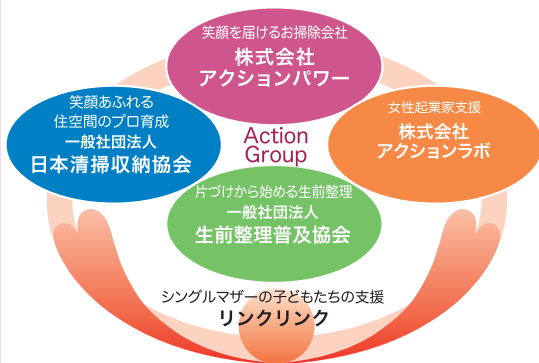 笑顔を届けるお掃除会社
株式会社
アクションパワー
笑顔あふれる
住空間のプロ育成
一般社団法人
日本清掃収納協会
Action
Group
女性起業家支援
株式会社
アクションラボ
片づけから始める生前整理
一般社団法人
生前整理普及協会
シングルマザーの子どもたちの支援
リンクリンク